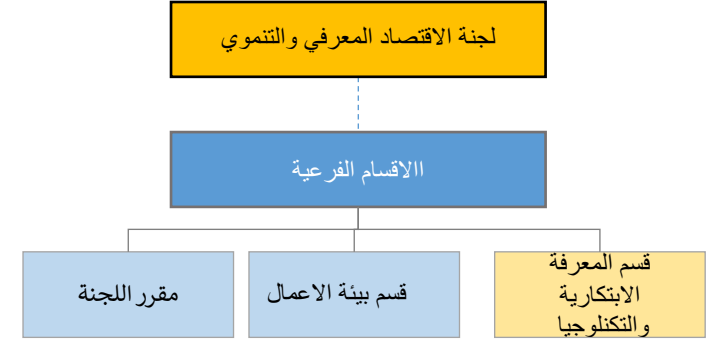 لجنة الاقتصاد المعرفي والتنموي
االاقسام الفرعية
قسم المعرفة
الابتكارية
والتكنلوجيا
قسم بيئة الاعمال
مقرر اللجنة